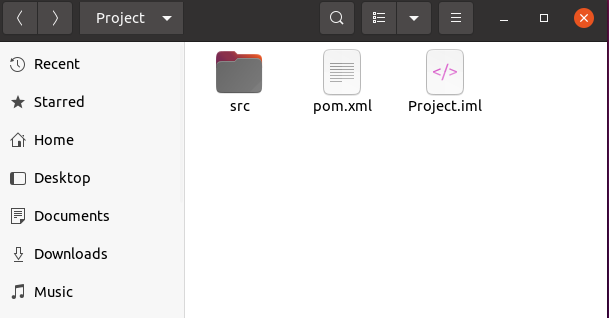 Project
Recent
Starred
Home
Desktop
Documents
Downloads
Music
src
pom.xml
Project.iml